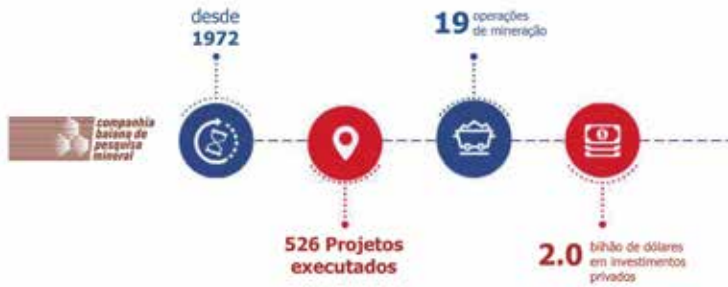 desde
1972
19 operações
de mineração
companhia
baiana de
pesquisa
mineral
526 Projetos
executados
2.0 bilhão de dólares
em investimentos
privados